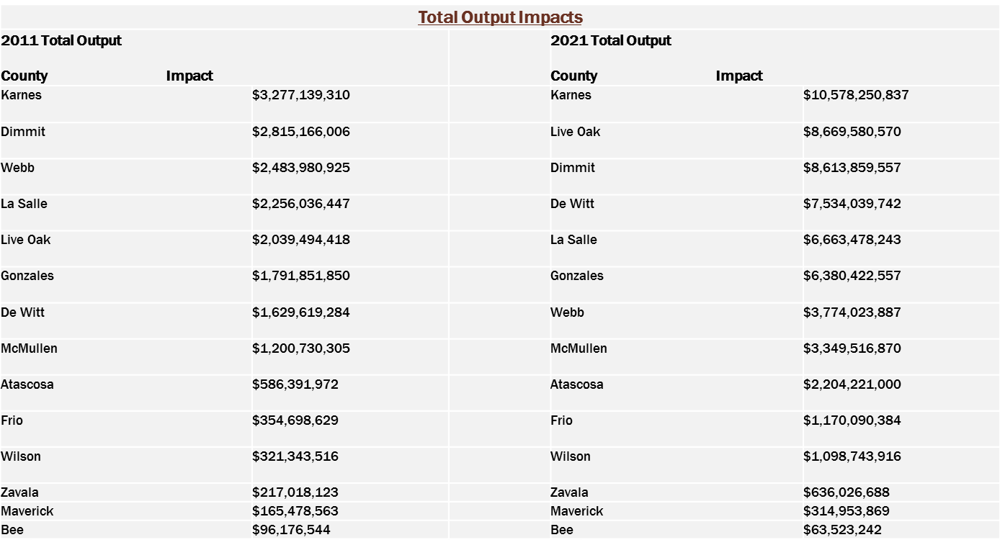 Total Output Impacts
2011 Total Output 2021 Total Output
County Impact County Impact
Karnes $3,277,139,310 Karnes $10,578,250,837
Dimmit $2,815,166,006 Live Oak $8,669,580,570
Webb $2,483,980,925 Dimmit $8,613,859,557
La Salle $2,256,036,447 De Witt $7,534,039,742
Live Oak $2,039,494,418 La Salle $6,663,478,243
Gonzales $1,791,851,850 Gonzales $6,380,422,557
De Witt $1,629,619,284 Webb $3,774,023,887
McMullen $1,200,730,305 McMullen $3,349,516,870
Atascosa $586,391,972 Atascosa $2,204,221,000
Frio $354,698,629 Frio $1,170,090,384
Wilson $321,343,516 Wilson $1,098,743,916
Zavala $217,018,123 Zavala $636,026,688
Maverick $165,478,563 Maverick $314,953,869
Bee $96,176,544 Bee $63,523,242